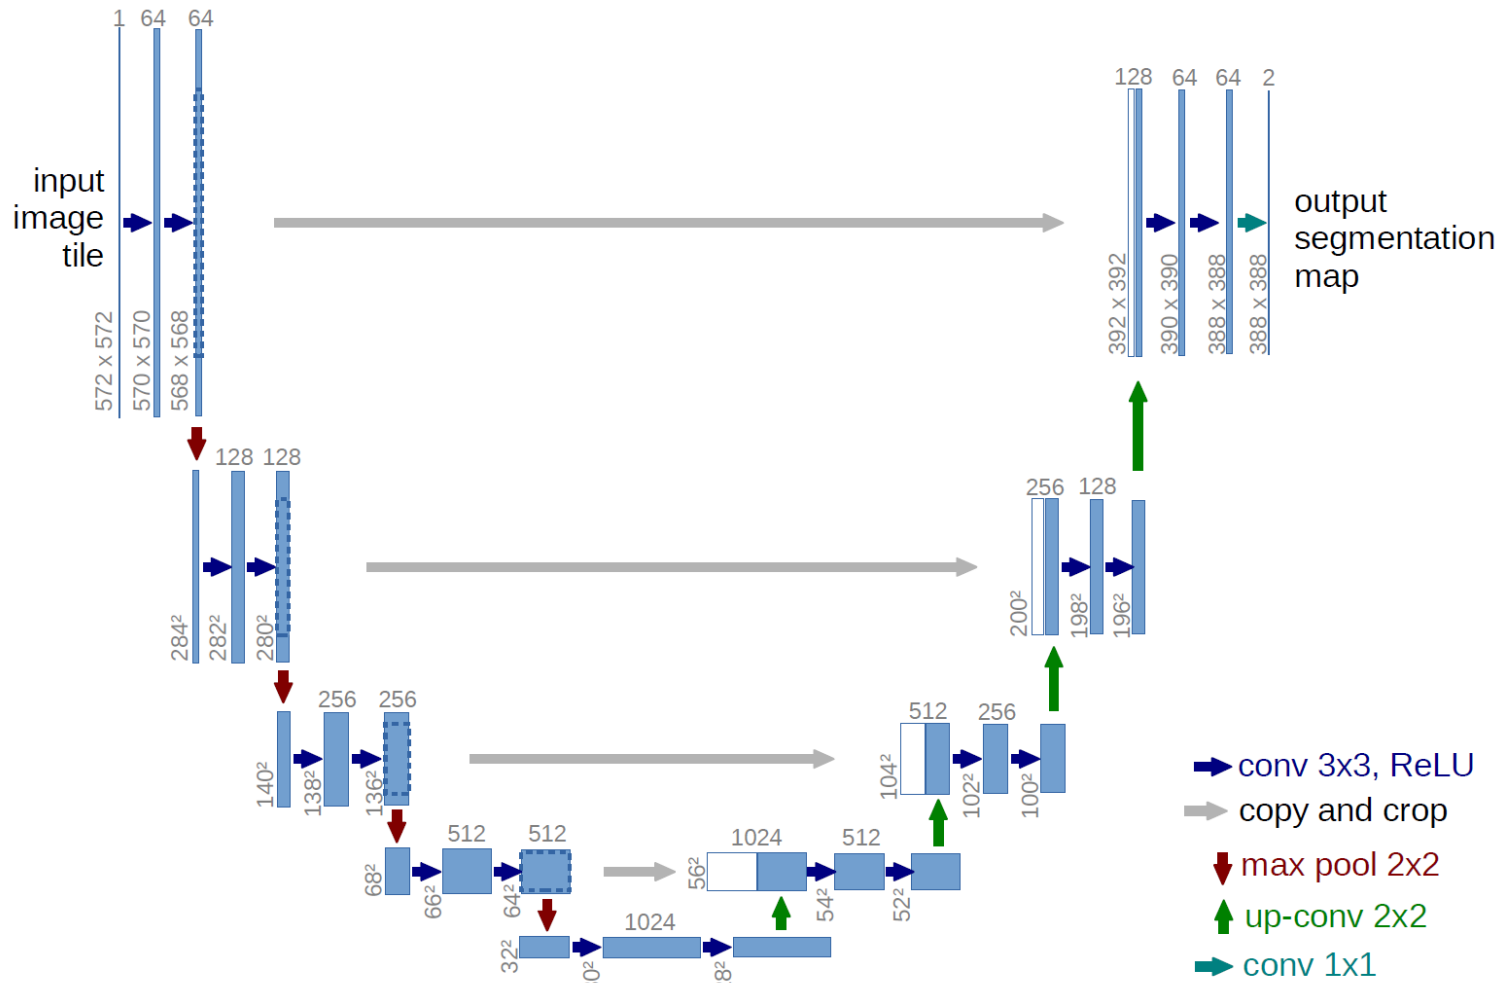 1 64 64
128
64 64 2
input
image
tile
output
segmentation
map
572 x 572
570 x 570
568 x 568
392 x 392
390 x 390
388 x 388
388 x 388
128 128
256 128
284²
282²
280²
200²
198²
196²
256 256
512 256
140²
138²
136²
104²
102²
100²
512 512
1024 512
68²
66²
64²
56²
54²
52²
1024
32²
conv 3x3, ReLU
copy and crop
max pool 2x2
up-conv 2x2
conv 1x1